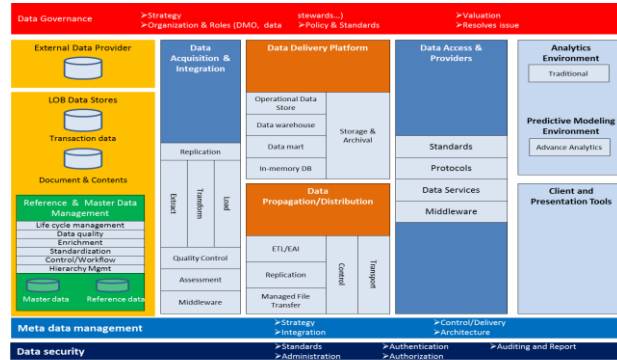 Data Governance
➢Strategy
➢Organization & Roles (DMO, data stewards…)
➢Policy & Standards
➢Valuation
➢Resolves issue
External Data Provider
LOB Data Stores
Transaction data
Document & Contents
Reference & Master Data
Management
Life cycle management
Data quality
Enrichment
Standardization
Control/Workflow
Hierarchy Mgmt
Master data
Reference data
Data
Acquisition &
Integration
Replication
Extract
Transform
Load
Quality Control
Assessment
Middleware
Data Delivery Platform
Operational Data
Store
Data warehouse
Data mart
In-memory DB
Storage &
Archival
Data
Propagation/Distribution
ETL/EAI
Replication
Managed File
Transfer
Control
Transport
Data Access &
Providers
Standards
Protocols
Data Services
Middleware
Analytics
Environment
Traditional
Predictive Modeling
Environment
Advance Analytics
Client and
Presentation Tools
Meta data management
➢Strategy
➢Integration
➢Control/Delivery
➢Architecture
Data security
➢Standards
➢Administration
➢Authentication
➢Authorization
➢Auditing and Report